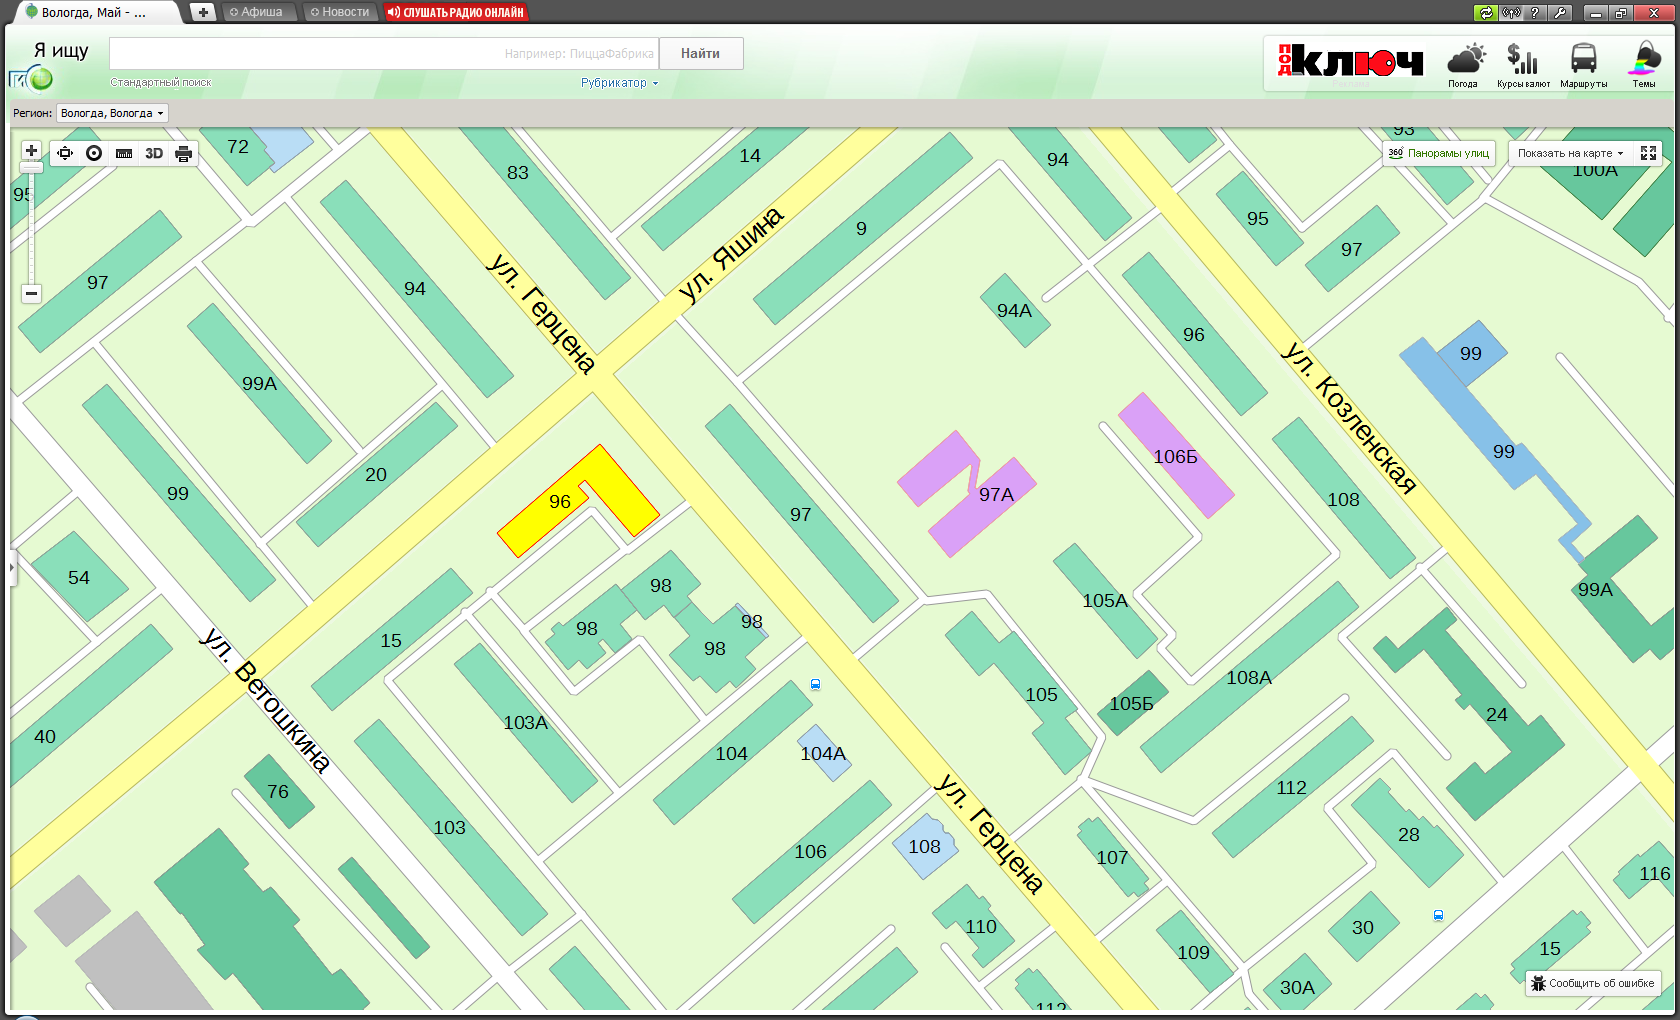 Вологда, Май - ...
Афиша
Новости
СЛУШАТЬ РАДИО ОНЛАЙН
Я ищу
Например: ПиццаФабрика
Найти
Стандартный поиск
Рубрикатор
ПОД КЛЮЧ
Погода
Курсы валют
Маршруты
Темы
Регион:
Вологда, Вологда
3D
360° Панорамы улиц
Показать на карте
72
83
14
94
93
100А
95
9
95
97
97
94
ул. Яшина
ул. Герцена
94А
96
99
99А
ул. Козленская
99
20
99
96
97
97А
106Б
108
54
98
98
98
98
105А
99А
15
ул. Ветошкина
108А
105
105Б
24
40
103А
104
104А
76
112
103
106
108
ул. Герцена
107
28
116
110
109
30
15
30А
112
Сообщить об ошибке